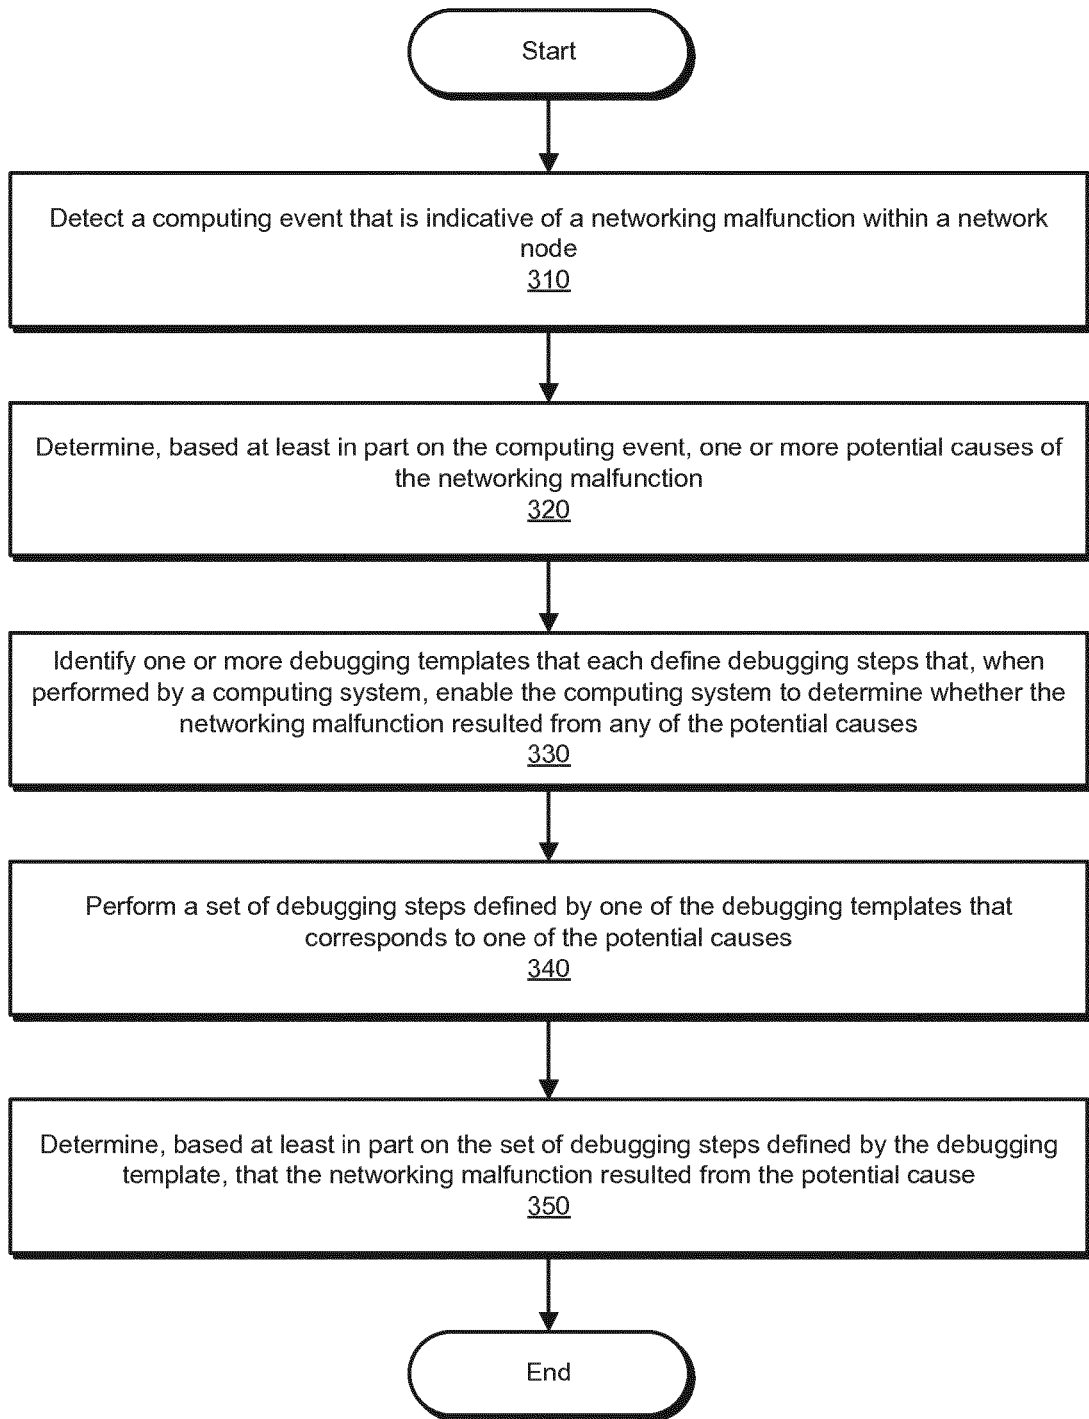 Start
Detect a computing event that is indicative of a networking malfunction within a network
node
310
Determine, based at least in part on the computing event, one or more potential causes of
the networking malfunction
320
Identify one or more debugging templates that each define debugging steps that, when
performed by a computing system, enable the computing system to determine whether the
networking malfunction resulted from any of the potential causes
330
Perform a set of debugging steps defined by one of the debugging templates that
corresponds to one of the potential causes
340
Determine, based at least in part on the set of debugging steps defined by the debugging
template, that the networking malfunction resulted from the potential cause
350
End